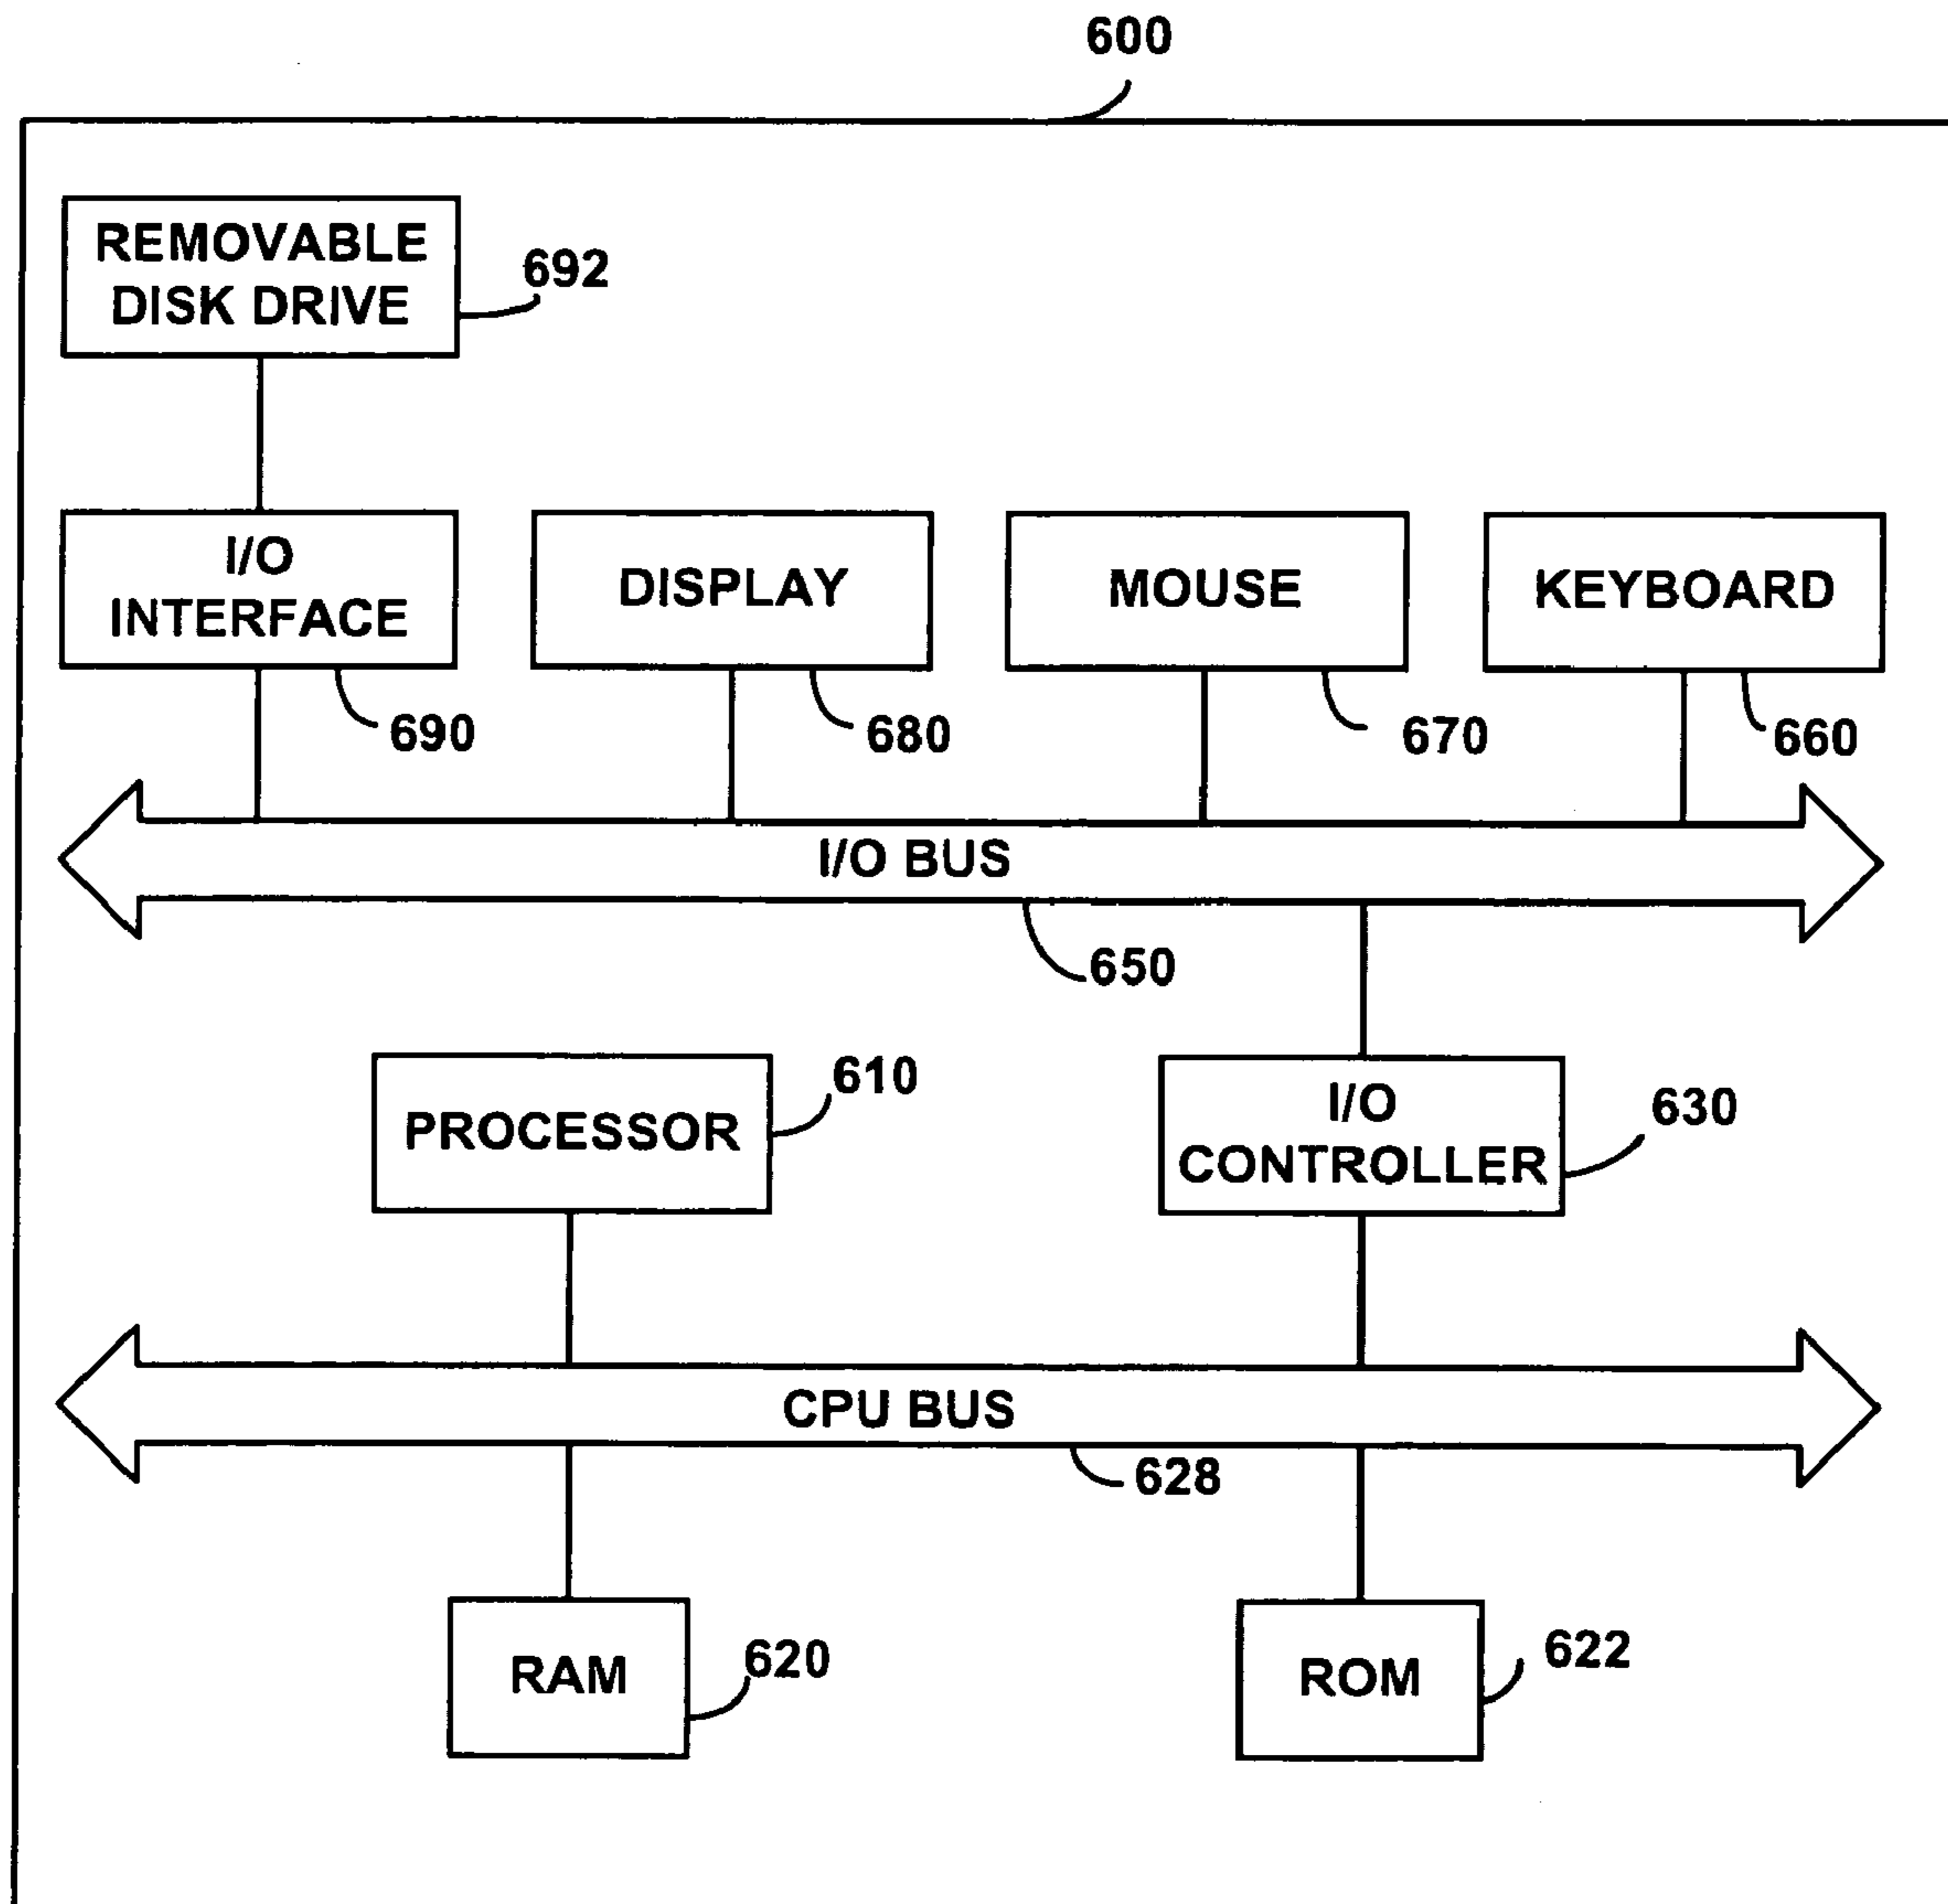 600
REMOVABLE
DISK DRIVE
692
I/O
INTERFACE
DISPLAY
MOUSE
KEYBOARD
690
680
670
660
I/O BUS
650
PROCESSOR
610
I/O
CONTROLLER
630
CPU BUS
628
RAM
620
ROM
622